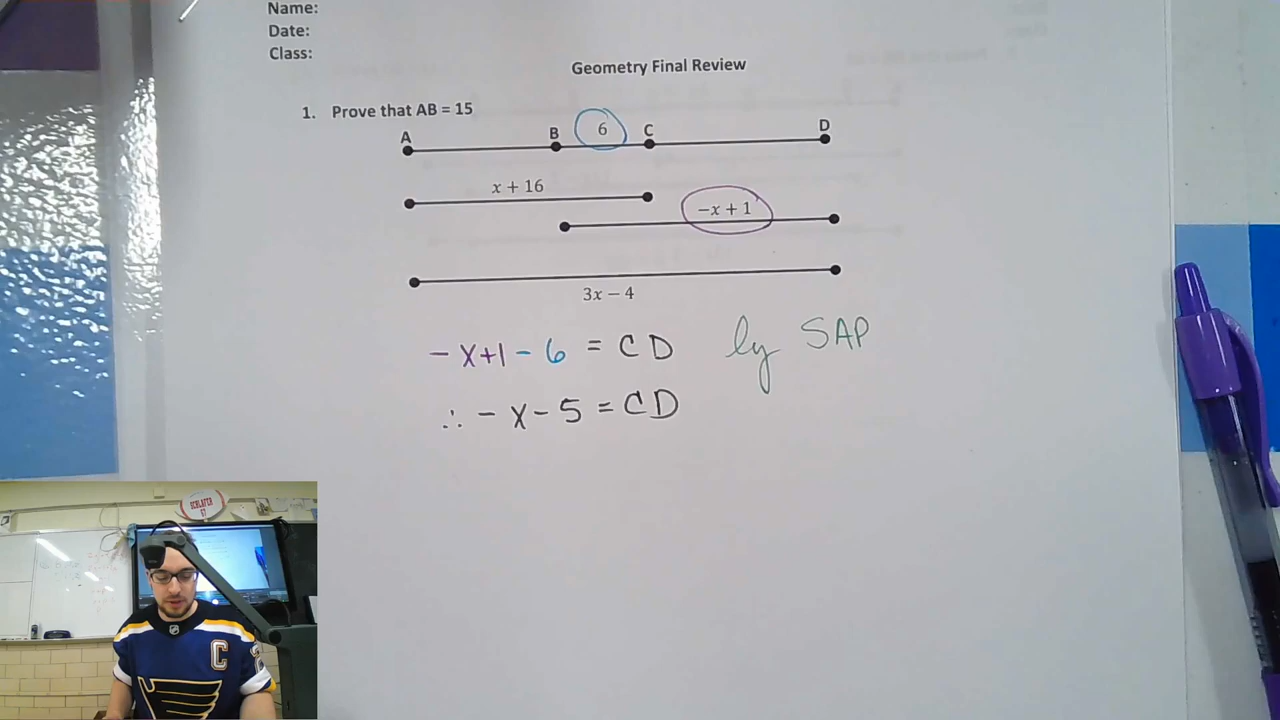 Name:
Date:
Class:
Geometry Final Review
1. Prove that AB = 15
A B 6 C D
x + 16
−x + 1
3x − 4
- x+1 - 6 = CD by SAP
∴ - x - 5 = CD
C